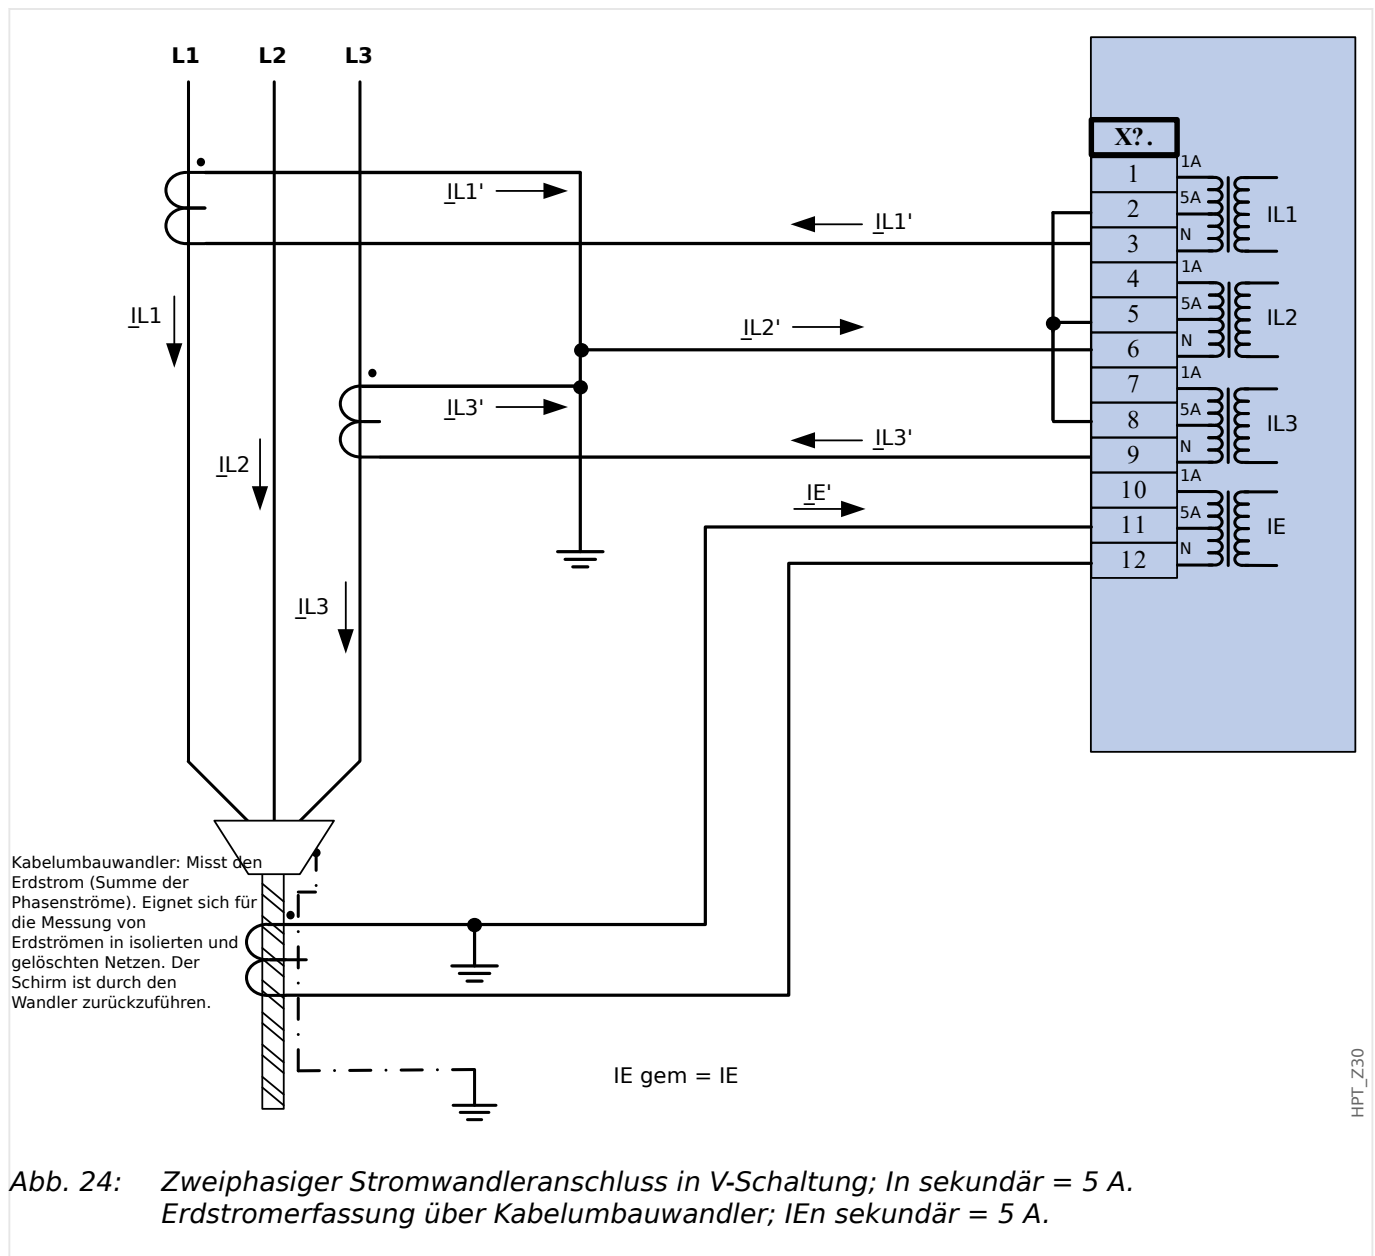 L1 L2 L3
X?.
1 1A
2 5A IL1
3 N
4 1A
5 5A IL2
6 N
7 1A
8 5A IL3
9 N
10 1A
11 5A IE
12 N
IL1'
IL1'
IL1
IL2'
IL3'
IL3'
IL2
IE'
IL3
Kabelumbauwandler: Misst den
Erdstrom (Summe der
Phasenströme). Eignet sich für
die Messung von
Erdströmen in isolierten und
gelöschten Netzen. Der
Schirm ist durch den
Wandler zurückzuführen.
IE gem = IE
HPT_Z30
Abb. 24: Zweiphasiger Stromwandleranschluss in V-Schaltung; In sekundär = 5 A.
Erdstromerfassung über Kabelumbauwandler; IEn sekundär = 5 A.